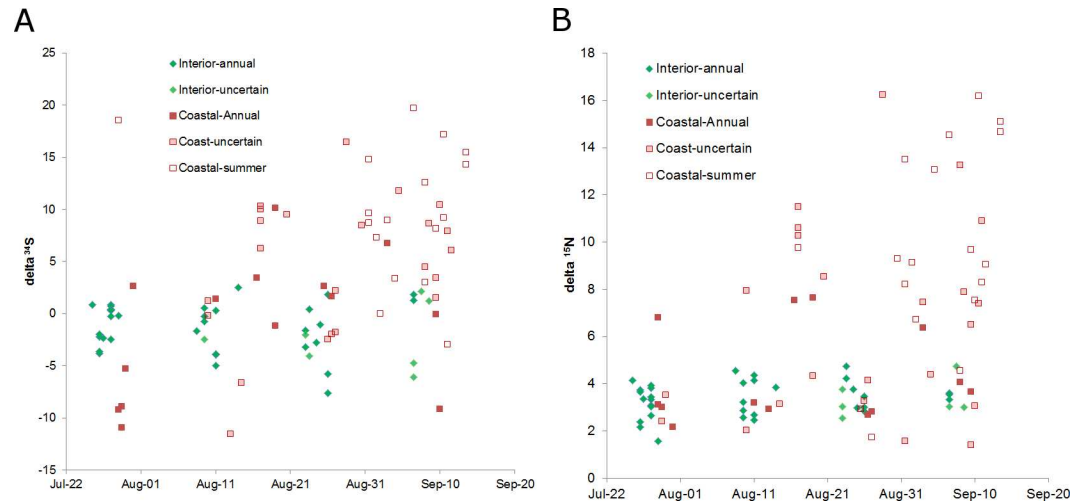 A
25
20
15
10
5
0
-5
-10
-15
delta ³⁴S
Interior-annual
Interior-uncertain
Coastal-Annual
Coast-uncertain
Coastal-summer
Jul-22 Aug-01 Aug-11 Aug-21 Aug-31 Sep-10 Sep-20
B
18
16
14
12
10
8
6
4
2
0
delta ¹⁵N
Interior-annual
Interior-uncertain
Coastal-Annual
Coast-uncertain
Coastal-summer
Jul-22 Aug-01 Aug-11 Aug-21 Aug-31 Sep-10 Sep-20